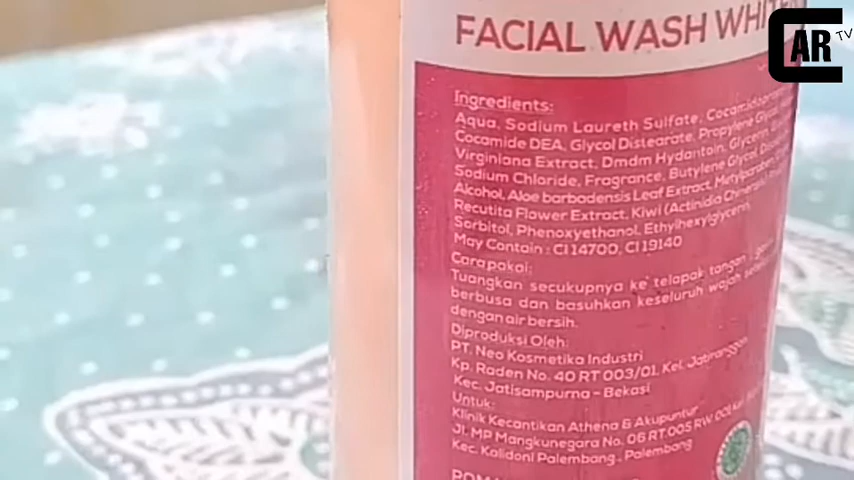 FACIAL WASH
CAR TV
Ingredients:
Aqua, Sodium Laureth Sulfate,
Cocamide DEA, Glycol Distearate, Propylene Glycol,
Virginiana Extract, Dmdm Hydantoin, Glycerin,
Sodium Chloride, Fragrance, Butylene Glycol,
Alcohol, Aloe barbadensis Leaf Extract,
Recutita Flower Extract, Kiwi (Actinidia
Sorbitol, Phenoxyethanol, Ethylhexylglycerin,
May Contain : CI 14700, CI 19140
Cara pakai:
Tuangkan secukupnya ke telapak tangan
berbusa dan basuhkan keseluruh wajah
dengan air bersih.
Diproduksi Oleh:
PT. Neo Kosmetika Industri
Kp. Raden No. 40 RT 003/01. Kel. Jatiranggon
Kec. Jatisampurna - Bekasi
Untuk:
Klinik Kecantikan Athena & Akupuntur
JL. MP Mangkunegara No. 06 RT.005 RW 001
Kec. Kalidoni Palembang, Palembang